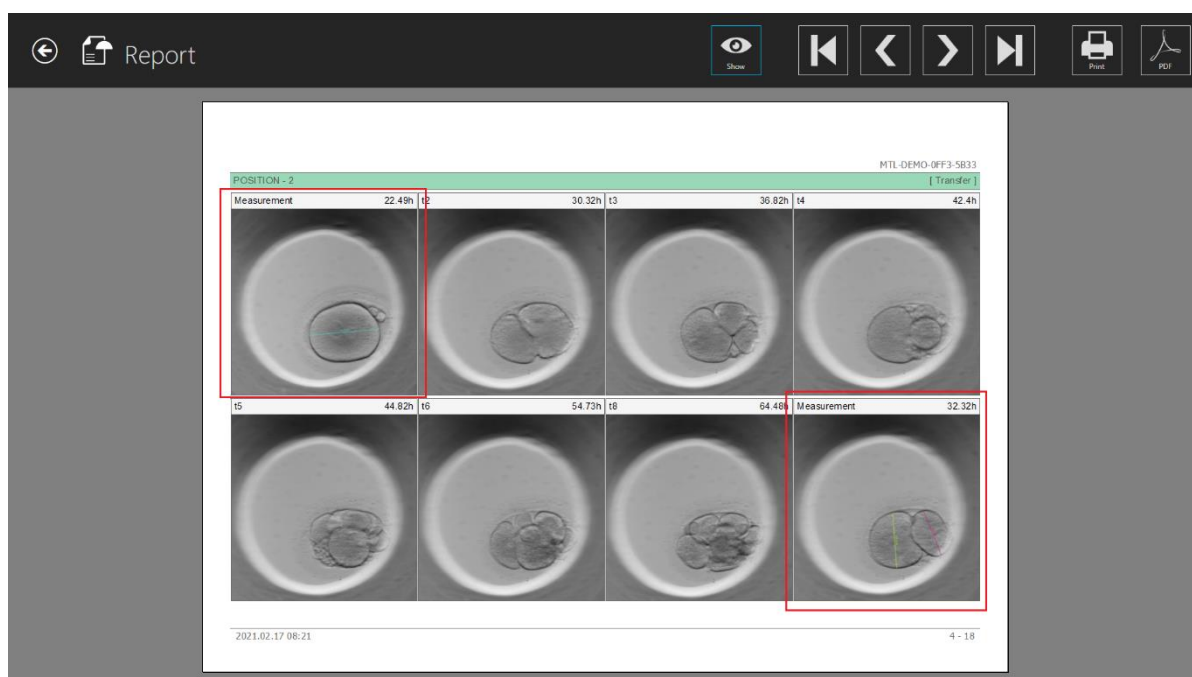 Report
Show
Print
PDF
MTL-DEMO-0FF3-5B33
POSITION - 2 [ Transfer ]
Measurement 22.49h t2 30.32h t3 36.82h t4 42.4h
t5 44.82h t6 54.73h t8 64.48h Measurement 32.32h
2021.02.17 08:21 4 - 18